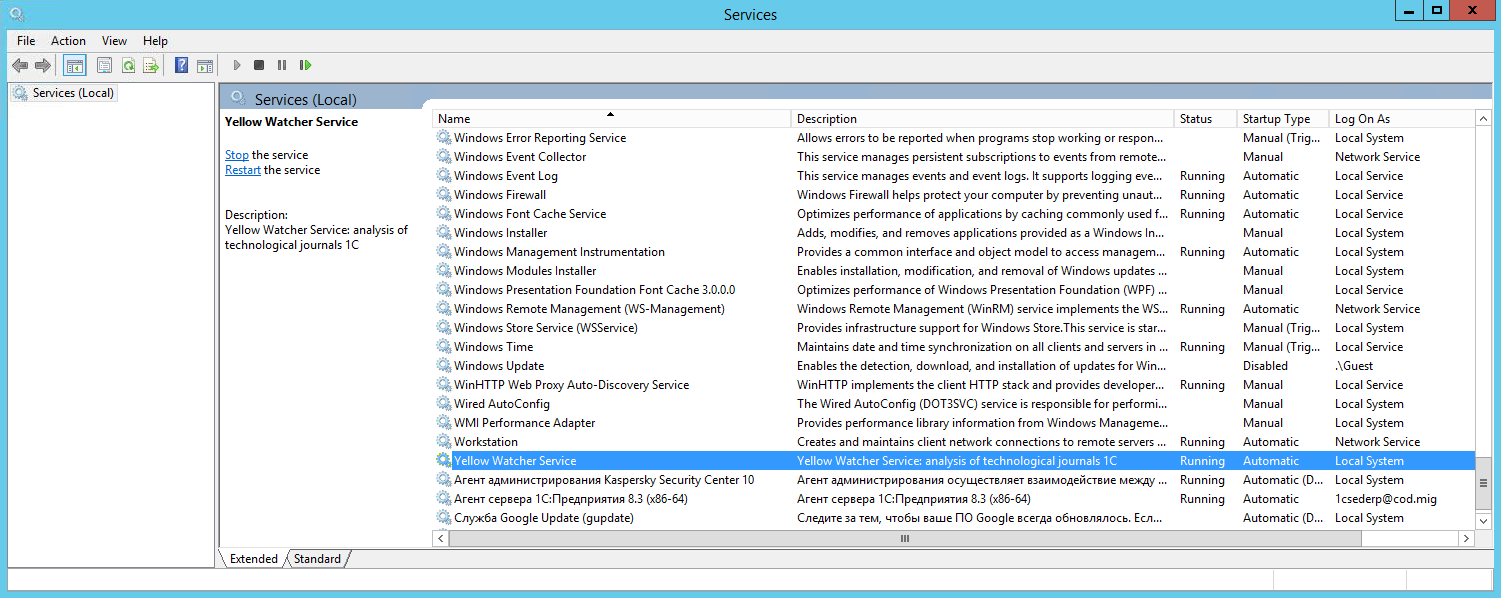 Services
File Action View Help
Services (Local)
Services (Local)
Yellow Watcher Service
Stop the service
Restart the service
Description:
Yellow Watcher Service: analysis of
technological journals 1C
Name Description Status Startup Type Log On As
Windows Error Reporting Service Allows errors to be reported when programs stop working or respon... Manual (Trig... Local System
Windows Event Collector This service manages persistent subscriptions to events from remote... Manual Network Service
Windows Event Log This service manages events and event logs. It supports logging eve... Running Automatic Local Service
Windows Firewall Windows Firewall helps protect your computer by preventing unaut... Running Automatic Local Service
Windows Font Cache Service Optimizes performance of applications by caching commonly used f... Running Automatic Local Service
Windows Installer Adds, modifies, and removes applications provided as a Windows In... Manual Local System
Windows Management Instrumentation Provides a common interface and object model to access managem... Running Automatic Local System
Windows Modules Installer Enables installation, modification, and removal of Windows updates ... Manual Local System
Windows Presentation Foundation Font Cache 3.0.0.0 Optimizes performance of Windows Presentation Foundation (WPF) ... Manual Local Service
Windows Remote Management (WS-Management) Windows Remote Management (WinRM) service implements the WS... Running Automatic Network Service
Windows Store Service (WSService) Provides infrastructure support for Windows Store.This service is star... Manual (Trig... Local System
Windows Time Maintains date and time synchronization on all clients and servers in ... Running Manual (Trig... Local Service
Windows Update Enables the detection, download, and installation of updates for Win... Disabled .\Guest
WinHTTP Web Proxy Auto-Discovery Service WinHTTP implements the client HTTP stack and provides developer... Running Manual Local Service
Wired AutoConfig The Wired AutoConfig (DOT3SVC) service is responsible for performi... Manual Local System
WMI Performance Adapter Provides performance library information from Windows Manageme... Manual Local System
Workstation Creates and maintains client network connections to remote servers ... Running Automatic Network Service
Yellow Watcher Service Yellow Watcher Service: analysis of technological journals 1C Running Automatic Local System
Агент администрирования Kaspersky Security Center 10 Агент администрирования осуществляет взаимодействие между ... Running Automatic (D... Local System
Агент сервера 1С:Предприятия 8.3 (x86-64) Агент сервера 1С:Предприятия 8.3 (x86-64) Running Automatic 1csederp@cod.mig
Служба Google Update (gupdate) Следите за тем, чтобы ваше ПО Google всегда обновлялось. Есл... Automatic (D... Local System
Extended Standard